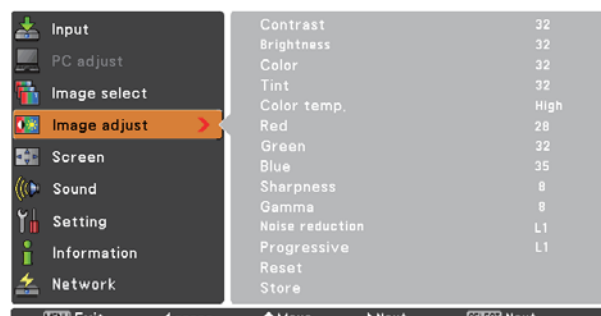 Input
PC adjust
Image select
Image adjust
Screen
Sound
Setting
Information
Network
Contrast 32
Brightness 32
Color 32
Tint 32
Color temp. High
Red 28
Green 32
Blue 35
Sharpness 8
Gamma 8
Noise reduction L1
Progressive L1
Reset
Store
Exit Move Next Next